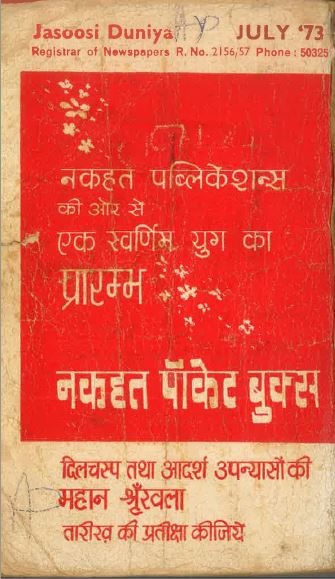 Jasoosi Duniya JULY '73
Registrar of Newspapers R. No. 2156/57 Phone: 50325
नकहत पब्लिकेशन्स
की ओर से
एक स्वर्णिम युग का
प्रारम्भ
नकहत पॉकेट बुक्स
दिलचस्प तथा आदर्श उपन्यासों की
महान श्रृँखला
तारीख़ की प्रतीक्षा कीजिये